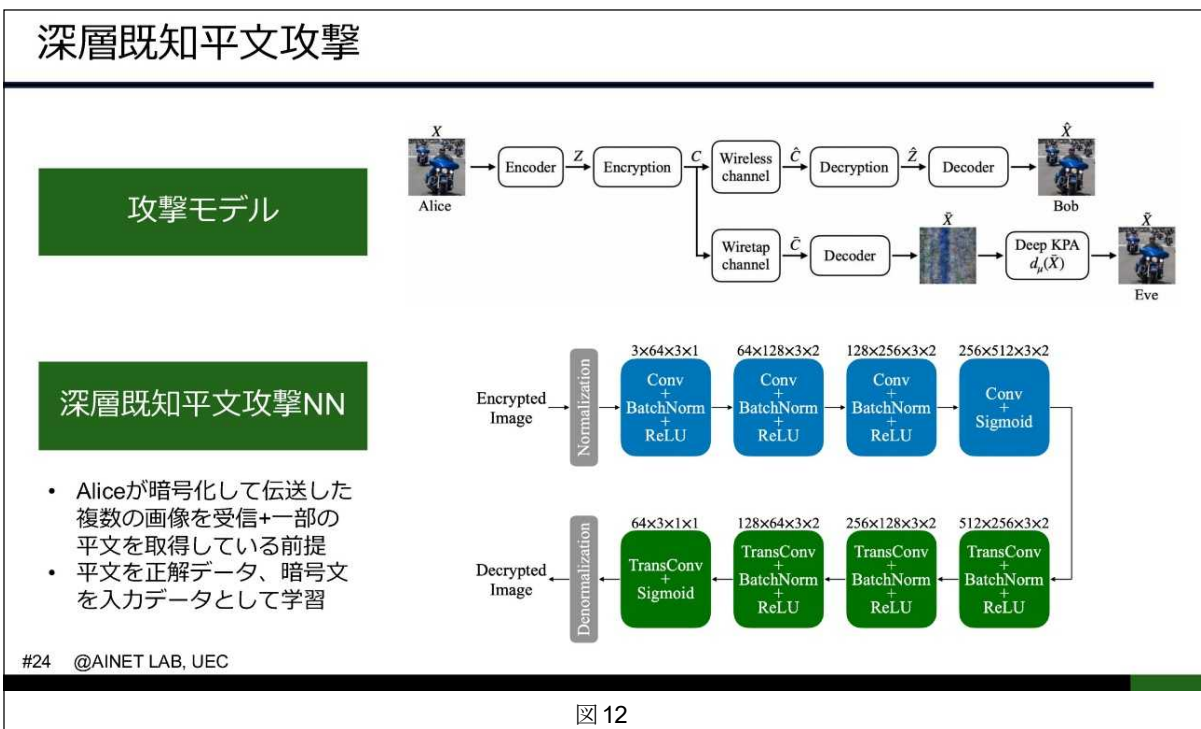 深層既知平文攻撃
攻撃モデル
X
Alice
Encoder
Z
Encryption
C
Wireless
channel
Ĉ
Decryption
Ẑ
Decoder
X̂
Bob
Wiretap
channel
C̄
Decoder
X̄
Deep KPA
dμ(X̄)
X̃
Eve
深層既知平文攻撃NN
• Aliceが暗号化して伝送した
複数の画像を受信+一部の
平文を取得している前提
• 平文を正解データ、暗号文
を入力データとして学習
Encrypted
Image
Normalization
3×64×3×1
Conv
+
BatchNorm
+
ReLU
64×128×3×2
Conv
+
BatchNorm
+
ReLU
128×256×3×2
Conv
+
BatchNorm
+
ReLU
256×512×3×2
Conv
+
Sigmoid
Decrypted
Image
Denormalization
64×3×1×1
TransConv
+
Sigmoid
128×64×3×2
TransConv
+
BatchNorm
+
ReLU
256×128×3×2
TransConv
+
BatchNorm
+
ReLU
512×256×3×2
TransConv
+
BatchNorm
+
ReLU
#24 @AINET LAB, UEC
図 12